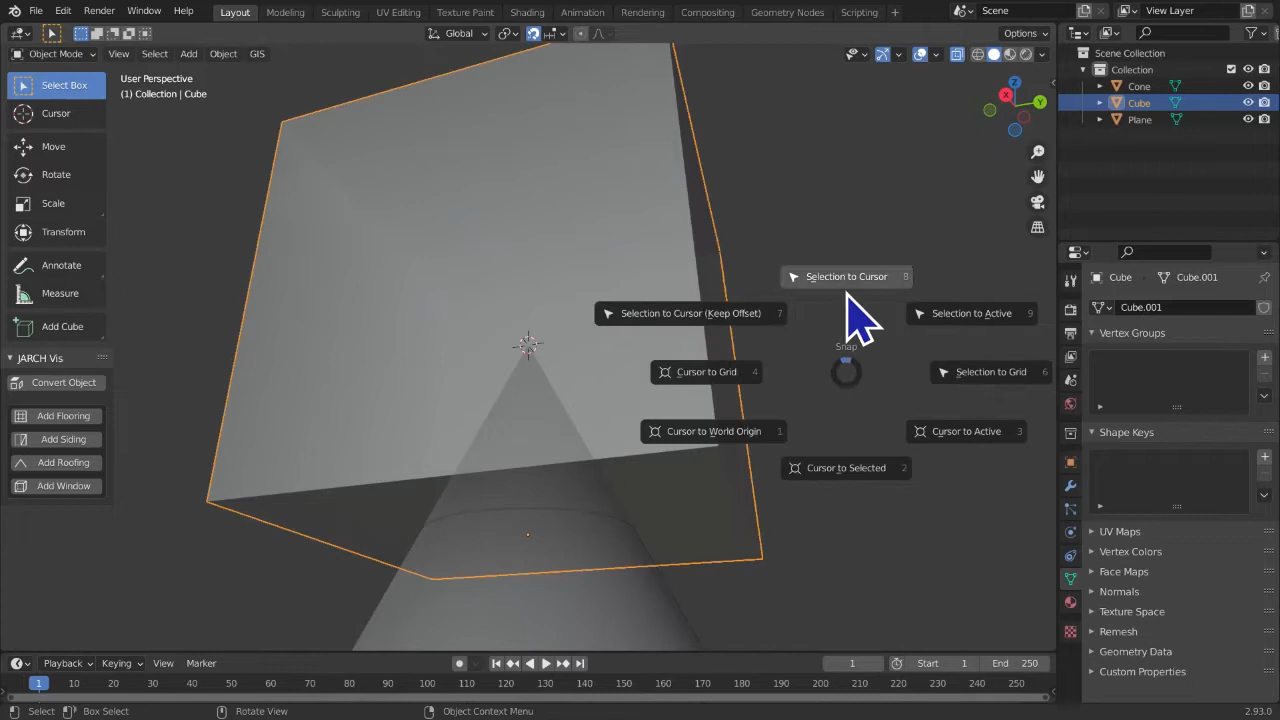 File Edit Render Window Help Layout Modeling Sculpting UV Editing Texture Paint Shading Animation Rendering Compositing Geometry Nodes Scripting + Scene View Layer
Global Options
Object Mode View Select Add Object GIS
Scene Collection
Collection
Cone
Cube
Plane
User Perspective
(1) Collection | Cube
Select Box
Cursor
Move
Rotate
Scale
Transform
Annotate
Measure
Add Cube
JARCH Vis
Convert Object
Add Flooring
Add Siding
Add Roofing
Add Window
X
Y
Z
Selection to Cursor 8
Selection to Cursor (Keep Offset) 7
Selection to Active 9
Snap
Cursor to Grid 4
Selection to Grid 6
Cursor to World Origin 1
Cursor to Active 3
Cursor to Selected 2
Cube Cube.001
Cube.001
Vertex Groups
Shape Keys
UV Maps
Vertex Colors
Face Maps
Normals
Texture Space
Remesh
Geometry Data
Custom Properties
Playback Keying View Marker 1 Start 1 End 250
1 10 20 30 40 50 60 70 80 90 100 110 120 130 140 150 160 170 180 190 200 210 220 230 240 250
Select Box Select Rotate View Object Context Menu 2.93.0